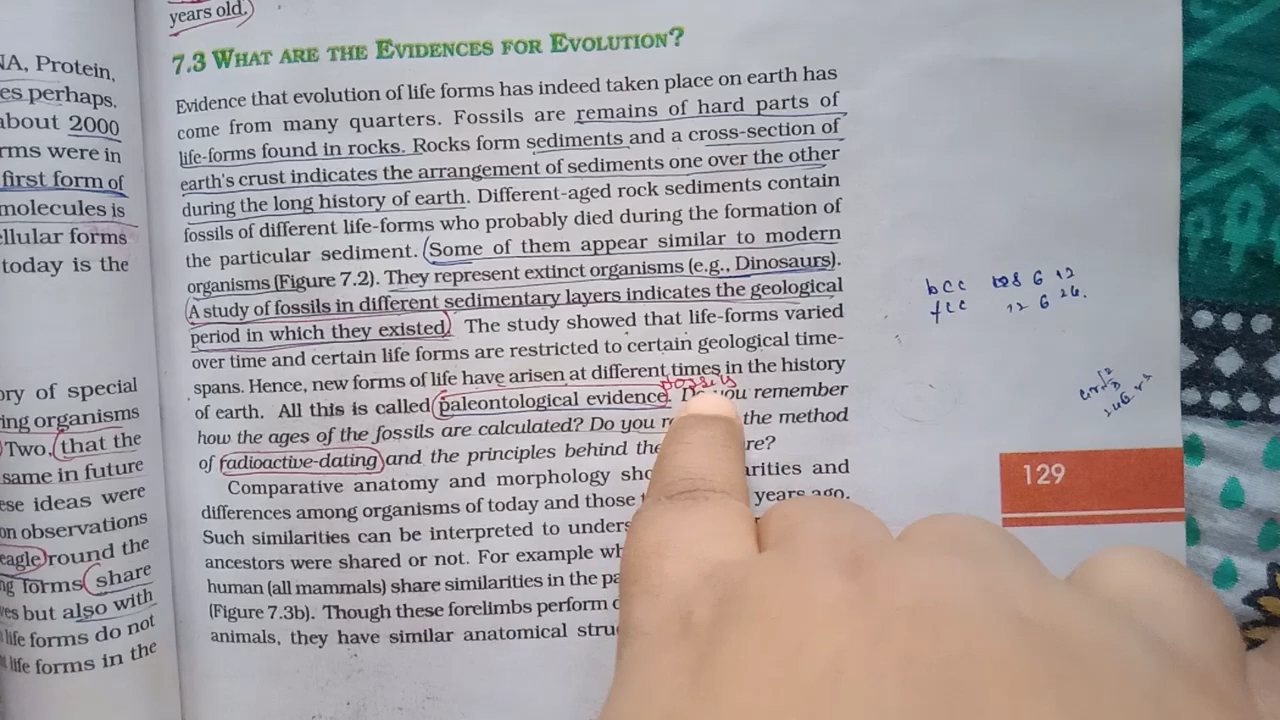 years old.
NA, Protein,
es perhaps.
about 2000
rms were in
first form of
molecules is
ellular forms
today is the
ory of special
ing organisms
Two, that the
same in future
ese ideas were
on observations
eagle round the
ng forms share
ves but also with
life forms do not
life forms in the
7.3 WHAT ARE THE EVIDENCES FOR EVOLUTION?
Evidence that evolution of life forms has indeed taken place on earth has
come from many quarters. Fossils are remains of hard parts of
life-forms found in rocks. Rocks form sediments and a cross-section of
earth's crust indicates the arrangement of sediments one over the other
during the long history of earth. Different-aged rock sediments contain
fossils of different life-forms who probably died during the formation of
the particular sediment. Some of them appear similar to modern
organisms (Figure 7.2). They represent extinct organisms (e.g., Dinosaurs).
A study of fossils in different sedimentary layers indicates the geological
period in which they existed. The study showed that life-forms varied
over time and certain life forms are restricted to certain geological time-
spans. Hence, new forms of life have arisen at different times in the history
fossils
of earth. All this is called paleontological evidence. Do you remember
how the ages of the fossils are calculated? Do you the method
of radioactive-dating and the principles behind the re?
Comparative anatomy and morphology sho arities and
differences among organisms of today and those years ago.
Such similarities can be interpreted to unders
ancestors were shared or not. For example wh
human (all mammals) share similarities in the pa
(Figure 7.3b). Though these forelimbs perform d
animals, they have similar anatomical stru
bcc 8 6 12
fcc 12 6 24.
129